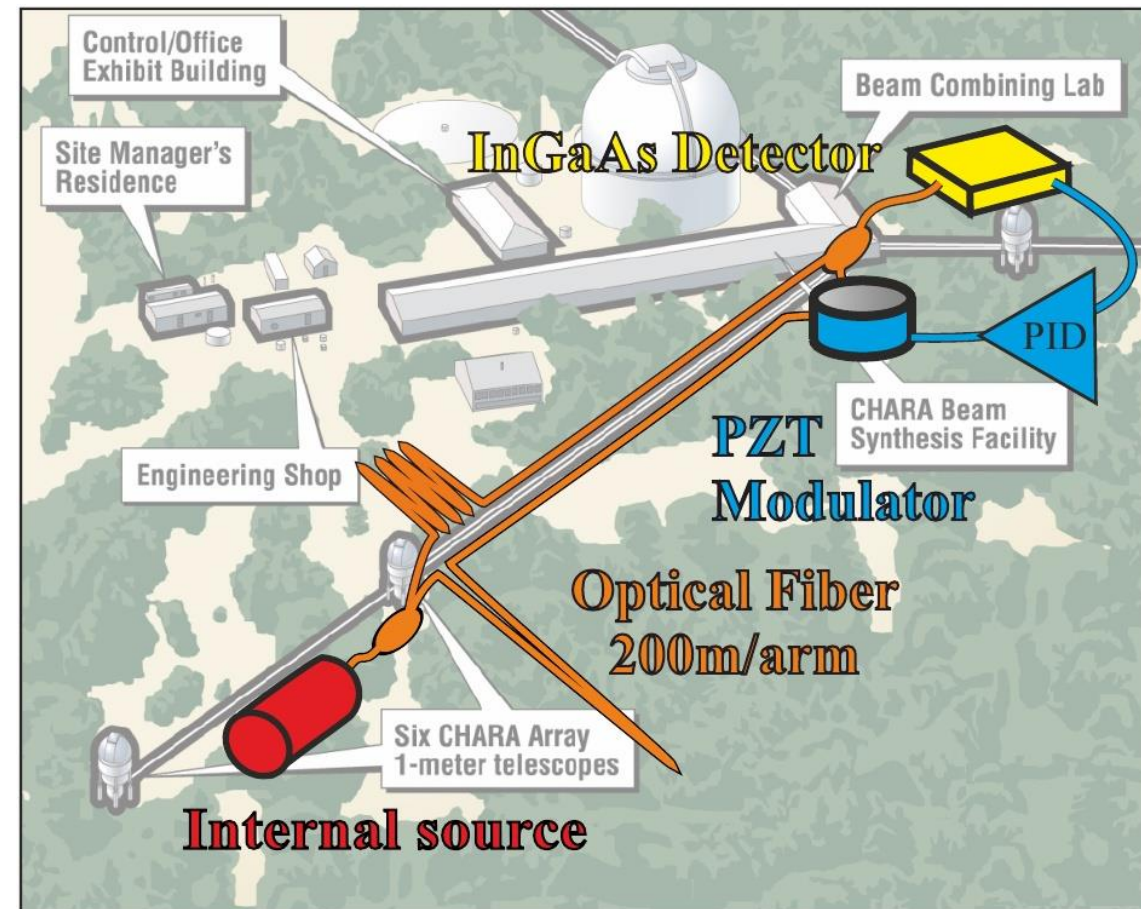 Control/Office
Exhibit Building
Beam Combining Lab
InGaAs Detector
Site Manager's
Residence
PID
CHARA Beam
Synthesis Facility
PZT
Modulator
Engineering Shop
Optical Fiber
200m/arm
Six CHARA Array
1-meter telescopes
Internal source